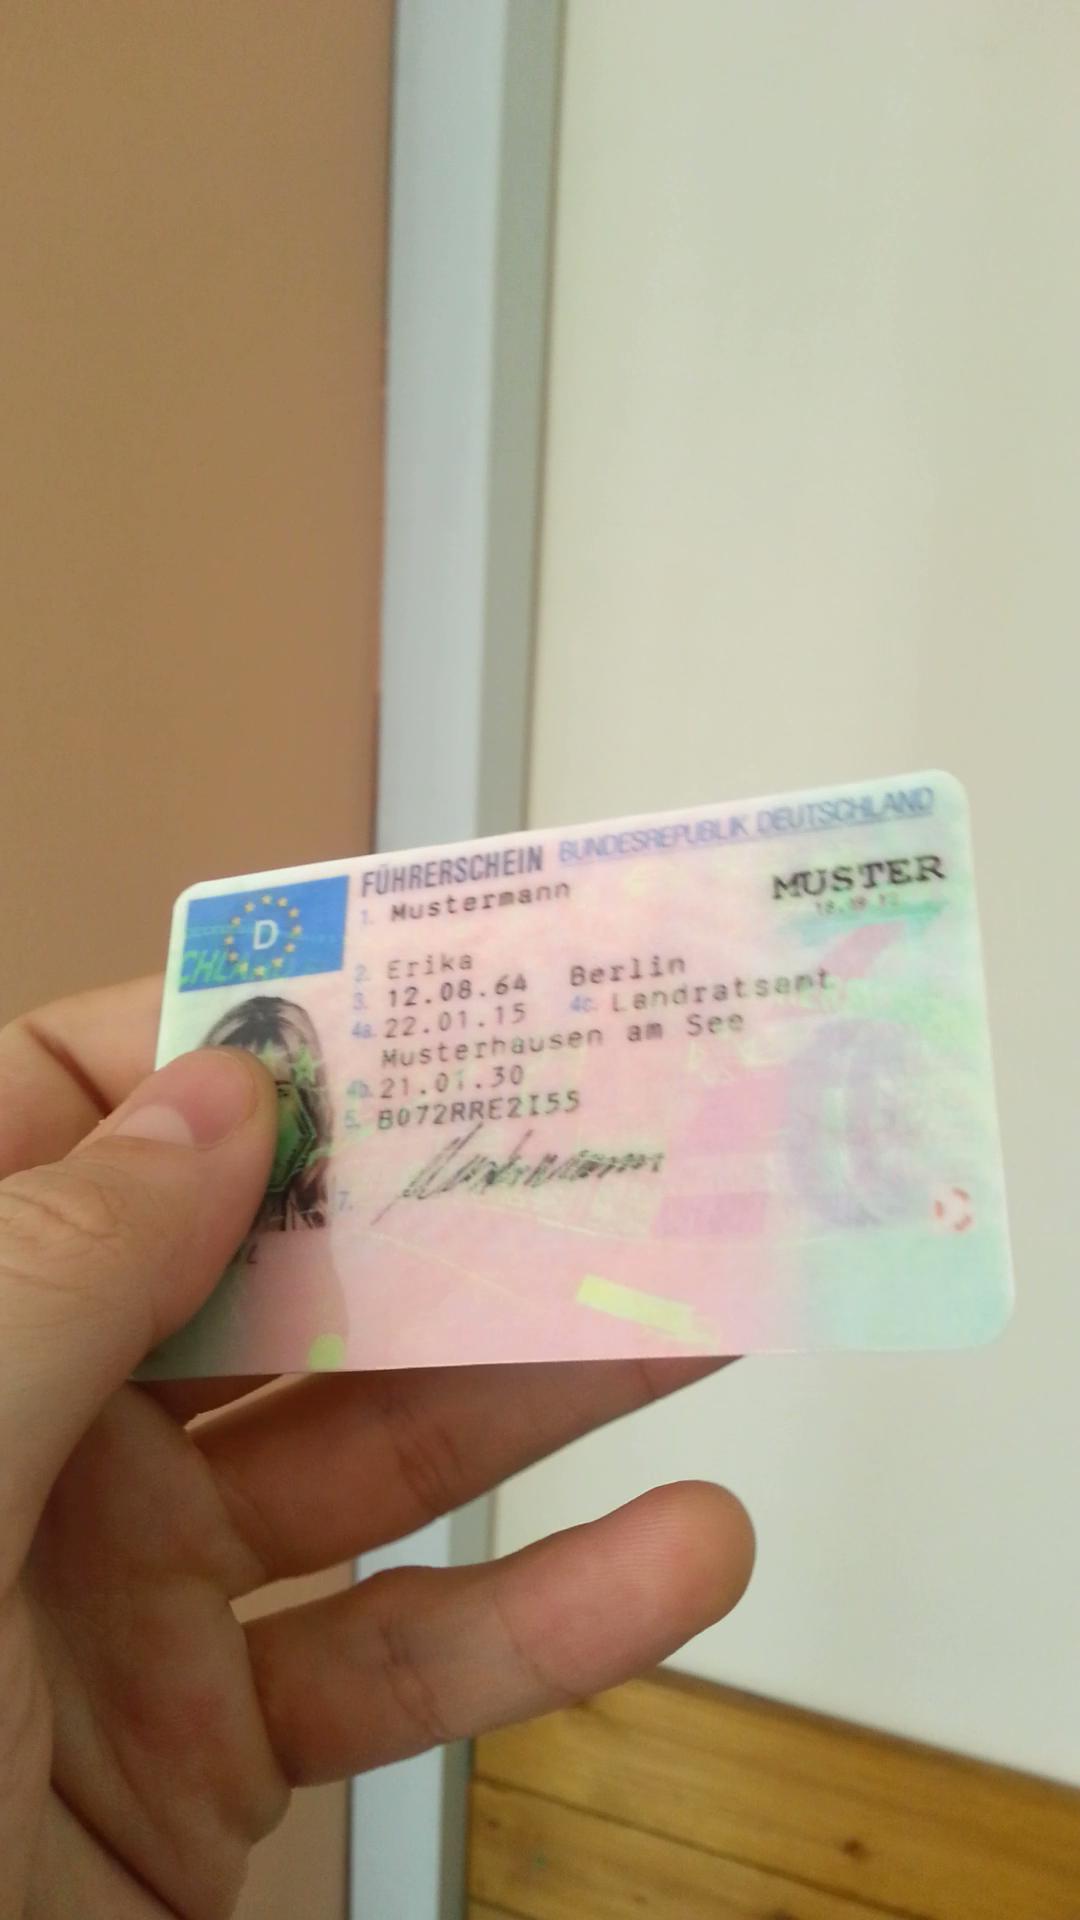 FÜHRERSCHEIN BUNDESREPUBLIK DEUTSCHLAND
D
1. Mustermann
MUSTER
2. Erika
3. 12.08.64 Berlin
4a. 22.01.15 4c. Landratsamt
Musterhausen am See
4b. 21.01.30
5. B072RRE2I55
7. Mustermann